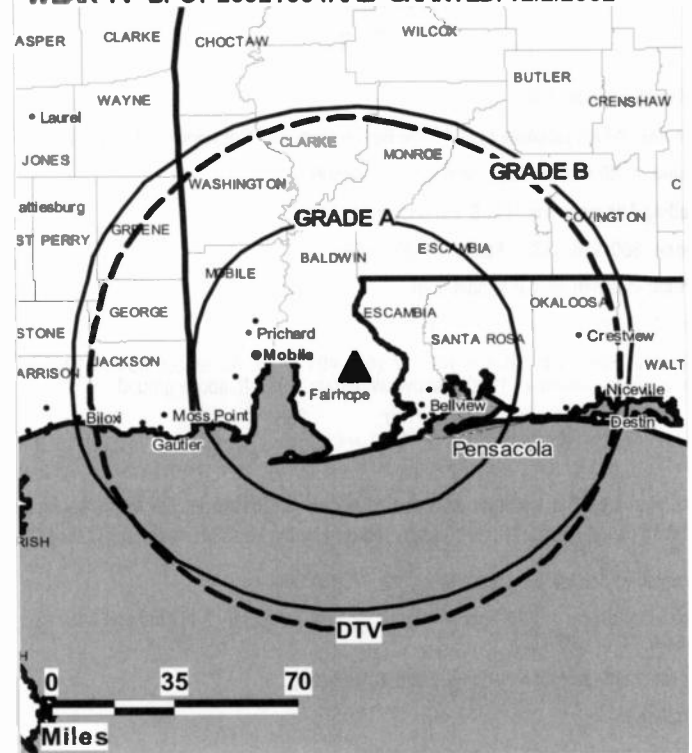 ASPER
CLARKE
CHOCTAW
WILCOX
BUTLER
WAYNE
CRENSHAW
Laurel
CLARKE
JONES
MONROE
GRADE B
WASHINGTON
C
attiesburg
COVINGTON
GRADE A
ST PERRY
GREENE
ESCAMBIA
BALDWIN
MOBILE
OKALOOSA
GEORGE
ESCAMBIA
STONE
Prichard
SANTA ROSA
Crestview
Mobile
JACKSON
WALT
ARRISON
Niceville
Fairhope
Bellview
Biloxi
Moss Point
Destin
Gautier
Pensacola
RISH
DTV
H
0 35 70
Miles